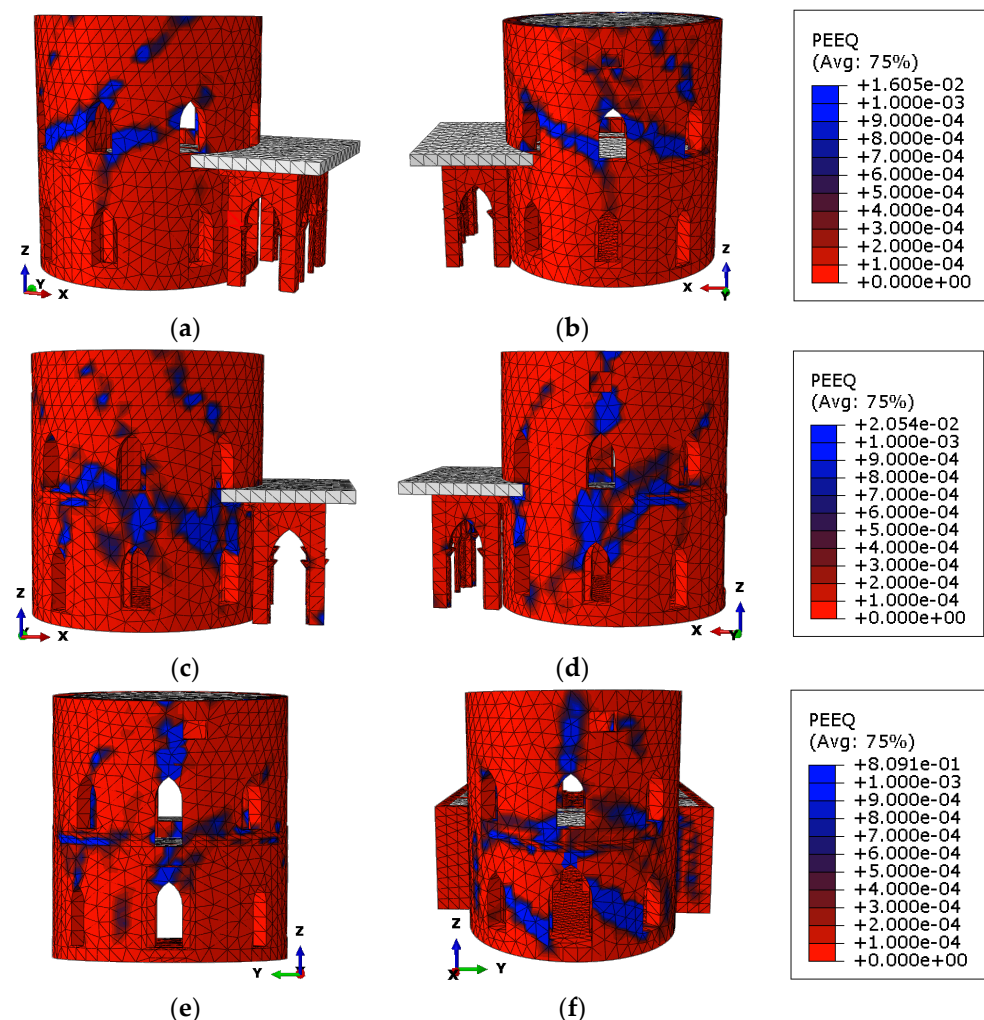 PEEQ
(Avg: 75%)
+1.605e-02
+1.000e-03
+9.000e-04
+8.000e-04
+7.000e-04
+6.000e-04
+5.000e-04
+4.000e-04
+3.000e-04
+2.000e-04
+1.000e-04
+0.000e+00
Z
Y
X
Z
X
Y
(a)
(b)
PEEQ
(Avg: 75%)
+2.054e-02
+1.000e-03
+9.000e-04
+8.000e-04
+7.000e-04
+6.000e-04
+5.000e-04
+4.000e-04
+3.000e-04
+2.000e-04
+1.000e-04
+0.000e+00
Z
Y
X
Z
X
Y
(c)
(d)
PEEQ
(Avg: 75%)
+8.091e-01
+1.000e-03
+9.000e-04
+8.000e-04
+7.000e-04
+6.000e-04
+5.000e-04
+4.000e-04
+3.000e-04
+2.000e-04
+1.000e-04
+0.000e+00
Z
Y
X
Z
X
Y
(e)
(f)